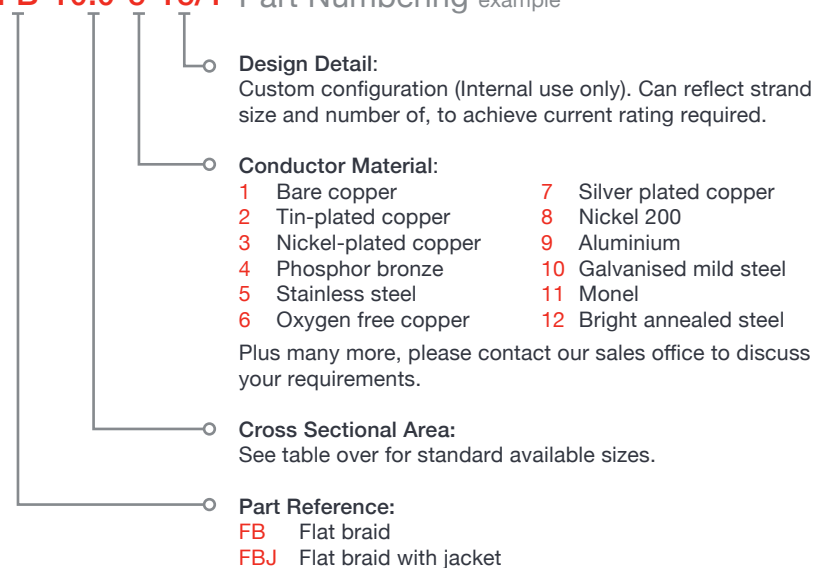 Part Numbering example
Design Detail:
Custom configuration (Internal use only). Can reflect strand
size and number of, to achieve current rating required.
Conductor Material:
1 Bare copper
2 Tin-plated copper
3 Nickel-plated copper
4 Phosphor bronze
5 Stainless steel
6 Oxygen free copper
7 Silver plated copper
8 Nickel 200
9 Aluminium
10 Galvanised mild steel
11 Monel
12 Bright annealed steel
Plus many more, please contact our sales office to discuss
your requirements.
Cross Sectional Area:
See table over for standard available sizes.
Part Reference:
FB Flat braid
FBJ Flat braid with jacket